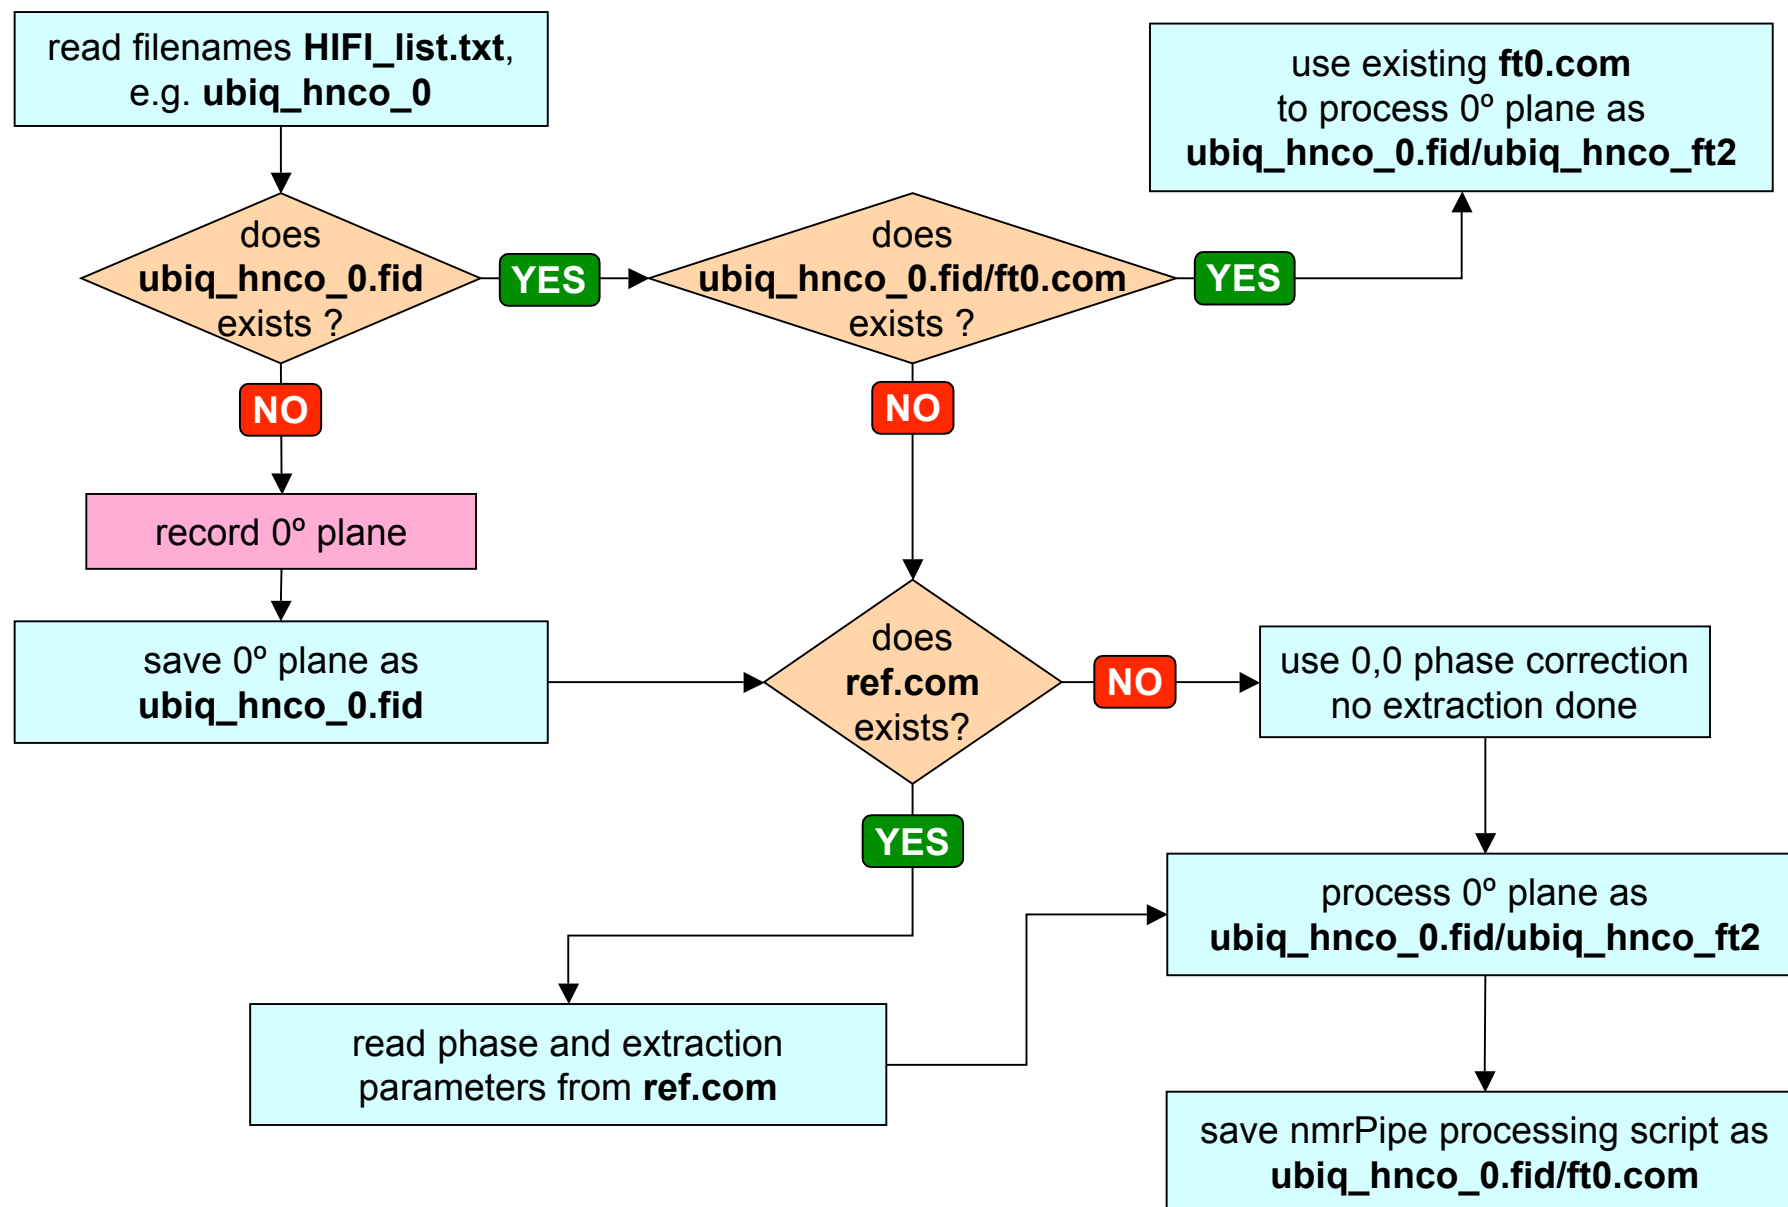 read filenames HIFI_list.txt,
e.g. ubiq_hnco_0
use existing ft0.com
to process 0º plane as
ubiq_hnco_0.fid/ubiq_hnco_ft2
does
ubiq_hnco_0.fid
exists ?
YES
does
ubiq_hnco_0.fid/ft0.com
exists ?
YES
NO
NO
record 0º plane
save 0º plane as
ubiq_hnco_0.fid
does
ref.com
exists?
NO
use 0,0 phase correction
no extraction done
YES
process 0º plane as
ubiq_hnco_0.fid/ubiq_hnco_ft2
read phase and extraction
parameters from ref.com
save nmrPipe processing script as
ubiq_hnco_0.fid/ft0.com